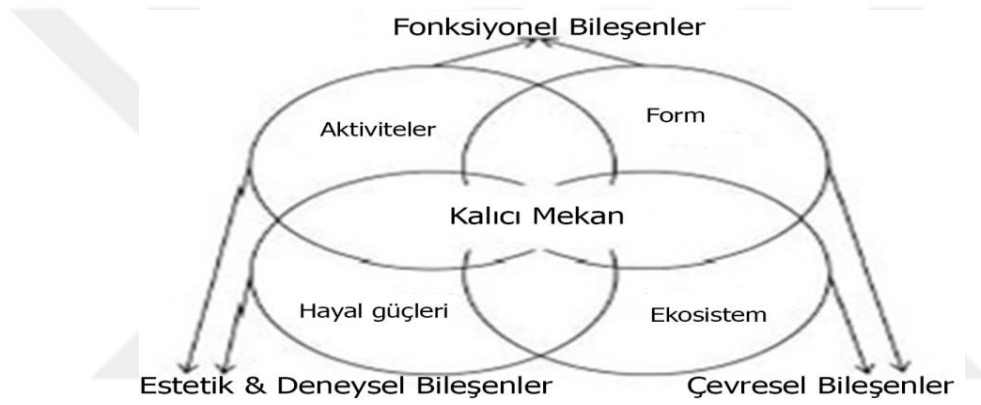 Fonksiyonel Bileşenler
Aktiviteler
Form
Kalıcı Mekan
Hayal güçleri
Ekosistem
Estetik & Deneysel Bileşenler
Çevresel Bileşenler